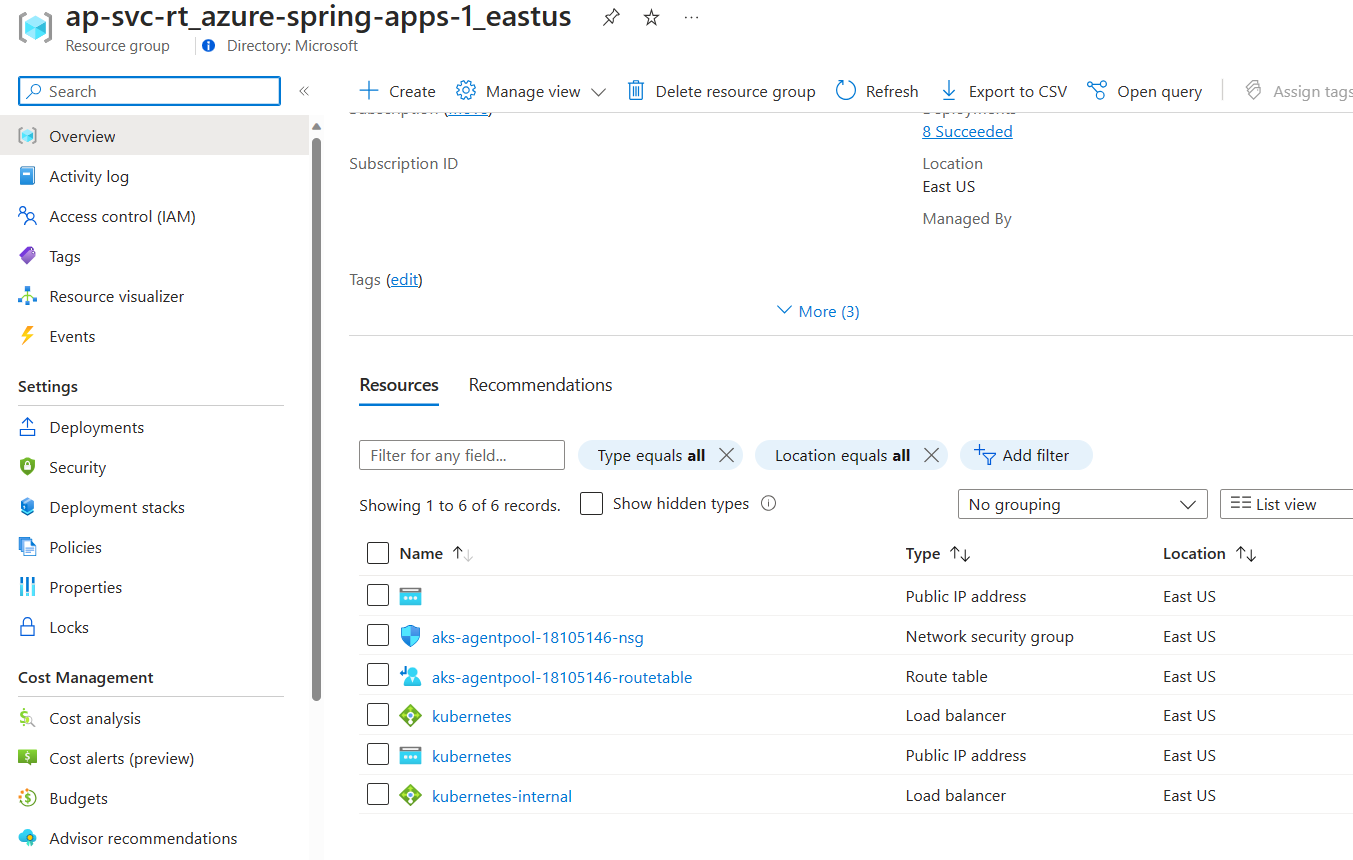 ap-svc-rt_azure-spring-apps-1_eastus
Resource group
Directory: Microsoft
Search
Create
Manage view
Delete resource group
Refresh
Export to CSV
Open query
Assign tags
Overview
Activity log
Access control (IAM)
Tags
Resource visualizer
Events
Settings
Deployments
Security
Deployment stacks
Policies
Properties
Locks
Cost Management
Cost analysis
Cost alerts (preview)
Budgets
Advisor recommendations
Subscription (move)
Deployments
8 Succeeded
Subscription ID
Location
East US
Managed By
Tags (edit)
More (3)
Resources Recommendations
Filter for any field...
Type equals all
Location equals all
Add filter
Showing 1 to 6 of 6 records.
Show hidden types
No grouping
List view
Name Type Location
Public IP address East US
aks-agentpool-18105146-nsg Network security group East US
aks-agentpool-18105146-routetable Route table East US
kubernetes Load balancer East US
kubernetes Public IP address East US
kubernetes-internal Load balancer East US